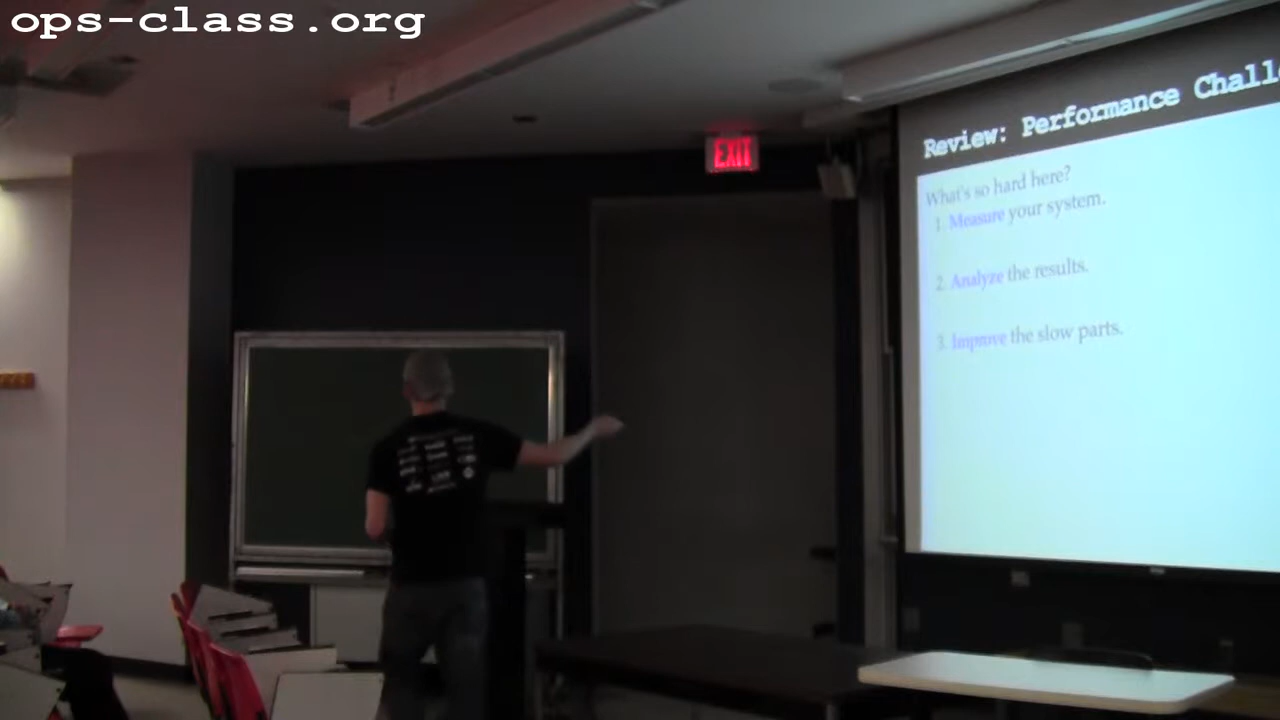 ops-class.org
EXIT
Review: Performance Chall
What's so hard here?
1. Measure your system.
2. Analyze the results.
3. Improve the slow parts.